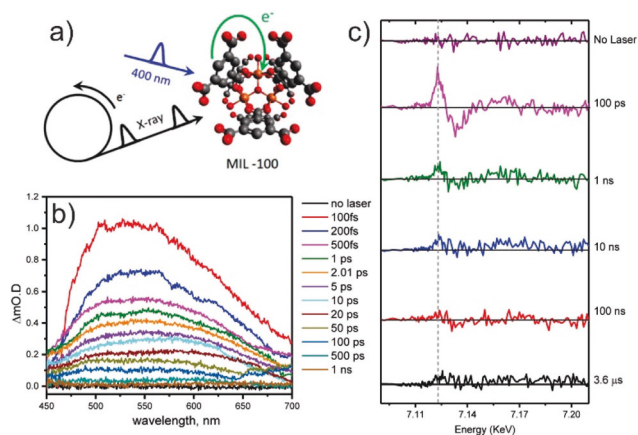 a)
400 nm
e⁻
e⁻
X-ray
MIL -100
b)
ΔmO.D
1.2
1.0
0.8
0.6
0.4
0.2
0.0
450 500 550 600 650 700
wavelength, nm
no laser
100fs
200fs
500fs
1 ps
2.01 ps
5 ps
10 ps
20 ps
50 ps
100 ps
500 ps
1 ns
c)
No Laser
100 ps
1 ns
10 ns
100 ns
3.6 µs
7.11 7.14 7.17 7.20
Energy (KeV)